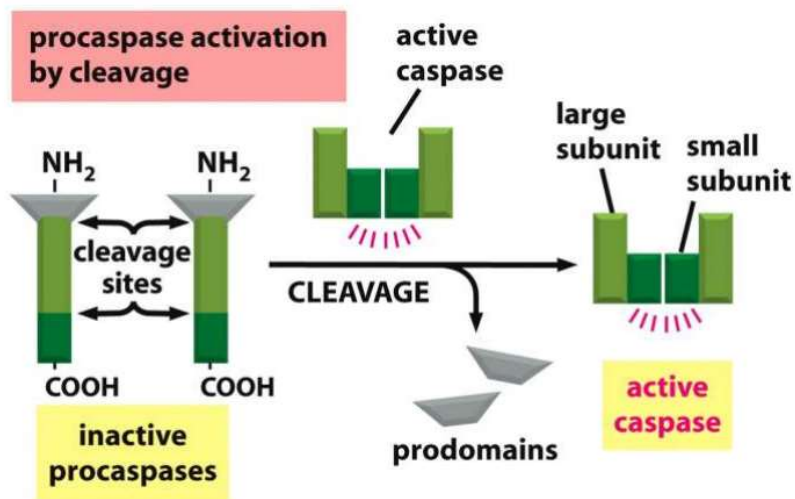 procaspase activation
by cleavage
active
caspase
large
subunit
small
subunit
NH₂
NH₂
cleavage
sites
CLEAVAGE
COOH
COOH
inactive
procaspases
prodomains
active
caspase